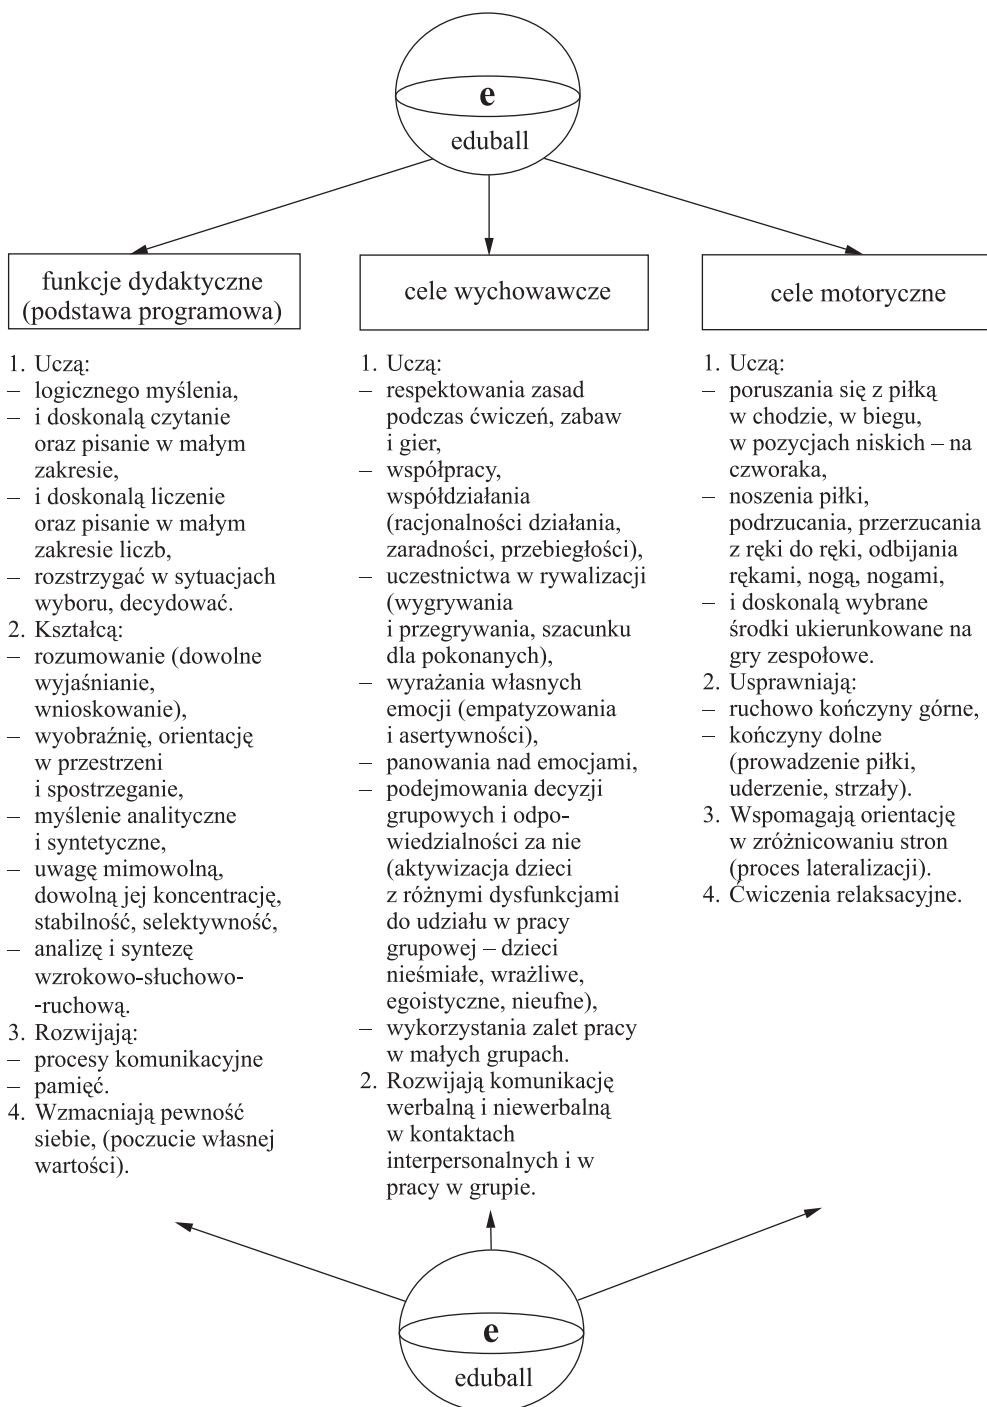 e
eduball
funkcje dydaktyczne
(podstawa programowa)
1. Uczą:
– logicznego myślenia,
– i doskonalą czytanie
oraz pisanie w małym
zakresie,
– i doskonalą liczenie
oraz pisanie w małym
zakresie liczb,
– rozstrzygać w sytuacjach
wyboru, decydować.
2. Kształcą:
– rozumowanie (dowolne
wyjaśnianie,
wnioskowanie),
– wyobraźnię, orientację
w przestrzeni
i spostrzeganie,
– myślenie analityczne
i syntetyczne,
– uwagę mimowolną,
dowolną jej koncentrację,
stabilność, selektywność,
– analizę i syntezę
wzrokowo-słuchowo-
-ruchową.
3. Rozwijają:
– procesy komunikacyjne
– pamięć.
4. Wzmacniają pewność
siebie, (poczucie własnej
wartości).
cele wychowawcze
1. Uczą:
– respektowania zasad
podczas ćwiczeń, zabaw
i gier,
– współpracy,
współdziałania
(racjonalności działania,
zaradności, przebiegłości),
– uczestnictwa w rywalizacji
(wygrywania
i przegrywania, szacunku
dla pokonanych),
– wyrażania własnych
emocji (empatyzowania
i asertywności),
– panowania nad emocjami,
– podejmowania decyzji
grupowych i odpo-
wiedzialności za nie
(aktywizacja dzieci
z różnymi dysfunkcjami
do udziału w pracy
grupowej – dzieci
nieśmiałe, wrażliwe,
egoistyczne, nieufne),
– wykorzystania zalet pracy
w małych grupach.
2. Rozwijają komunikację
werbalną i niewerbalną
w kontaktach
interpersonalnych i w
pracy w grupie.
cele motoryczne
1. Uczą:
– poruszania się z piłką
w chodzie, w biegu,
w pozycjach niskich – na
czworaka,
– noszenia piłki,
podrzucania, przerzucania
z ręki do ręki, odbijania
rękami, nogą, nogami,
– i doskonalą wybrane
środki ukierunkowane na
gry zespołowe.
2. Usprawniają:
– ruchowo kończyny górne,
– kończyny dolne
(prowadzenie piłki,
uderzenie, strzały).
3. Wspomagają orientację
w zróżnicowaniu stron
(proces lateralizacji).
4. Ćwiczenia relaksacyjne.
e
eduball